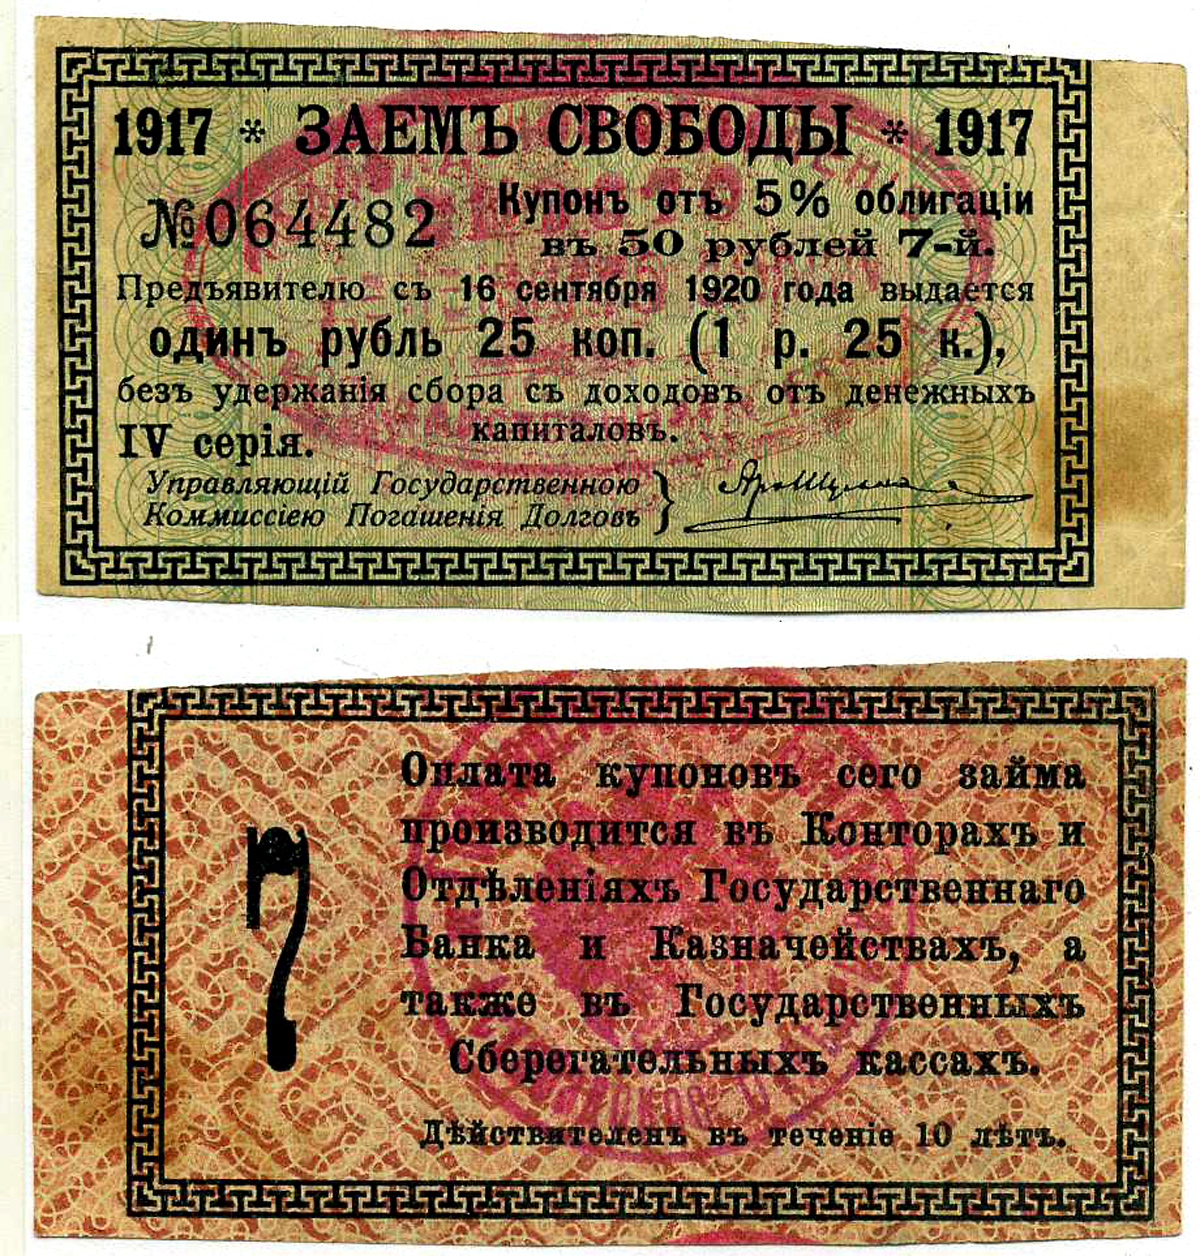 1917 * ЗАЕМЪ СВОБОДЫ * 1917
№064482
Купонъ отъ 5% облигаціи
въ 50 рублей 7-й.
Предъявителю съ 16 сентября 1920 года выдается
одинъ рубль 25 коп. (1 р. 25 к.),
безъ удержанія сбора съ доходовъ отъ денежныхъ
капиталовъ.
IV серія.
Управляющій Государственною
Коммиссіею Погашенія Долговъ }
7
Оплата купоновъ сего займа
производится въ Конторахъ и
Отдѣленіяхъ Государственнаго
Банка и Казначействахъ, а
также въ Государственныхъ
Сберегательныхъ кассахъ.
Дѣйствителенъ въ теченіе 10 лѣтъ.